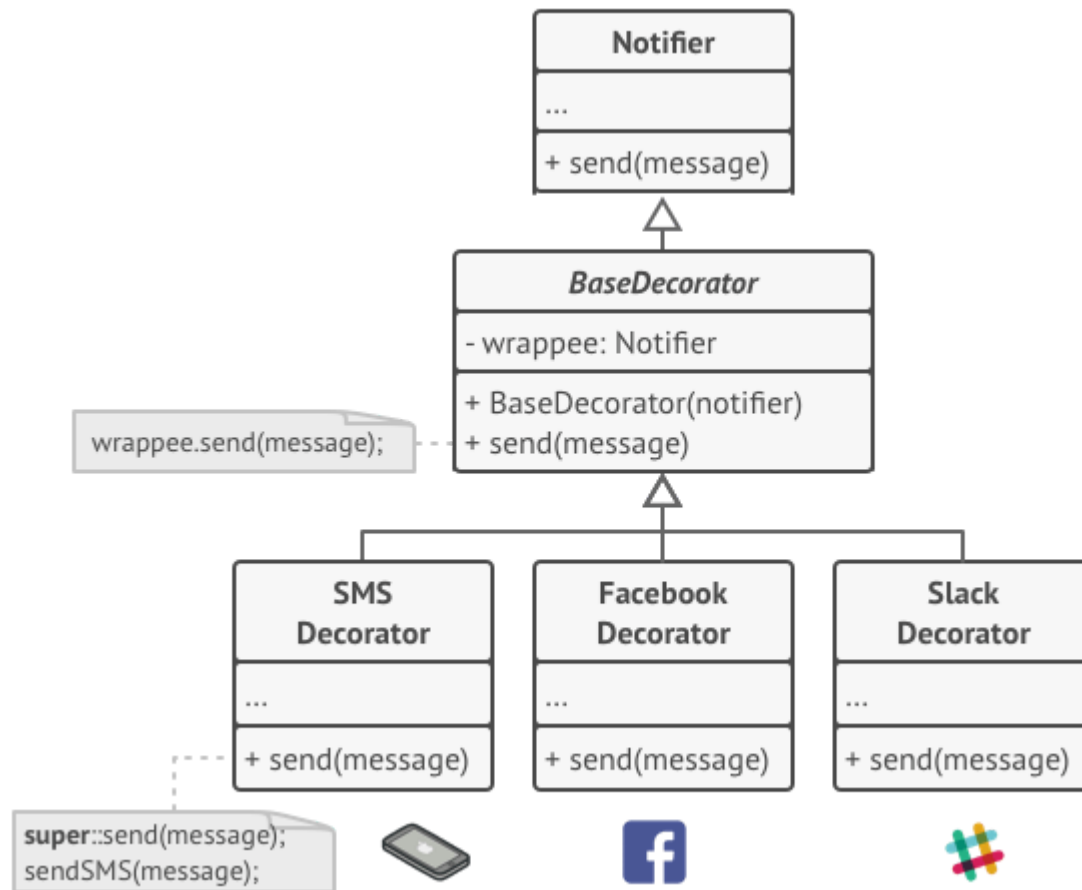 Notifier
...
+ send(message)
BaseDecorator
- wrappee: Notifier
+ BaseDecorator(notifier)
+ send(message)
wrappee.send(message);
SMS
Decorator
...
+ send(message)
Facebook
Decorator
...
+ send(message)
Slack
Decorator
...
+ send(message)
super::send(message);
sendSMS(message);